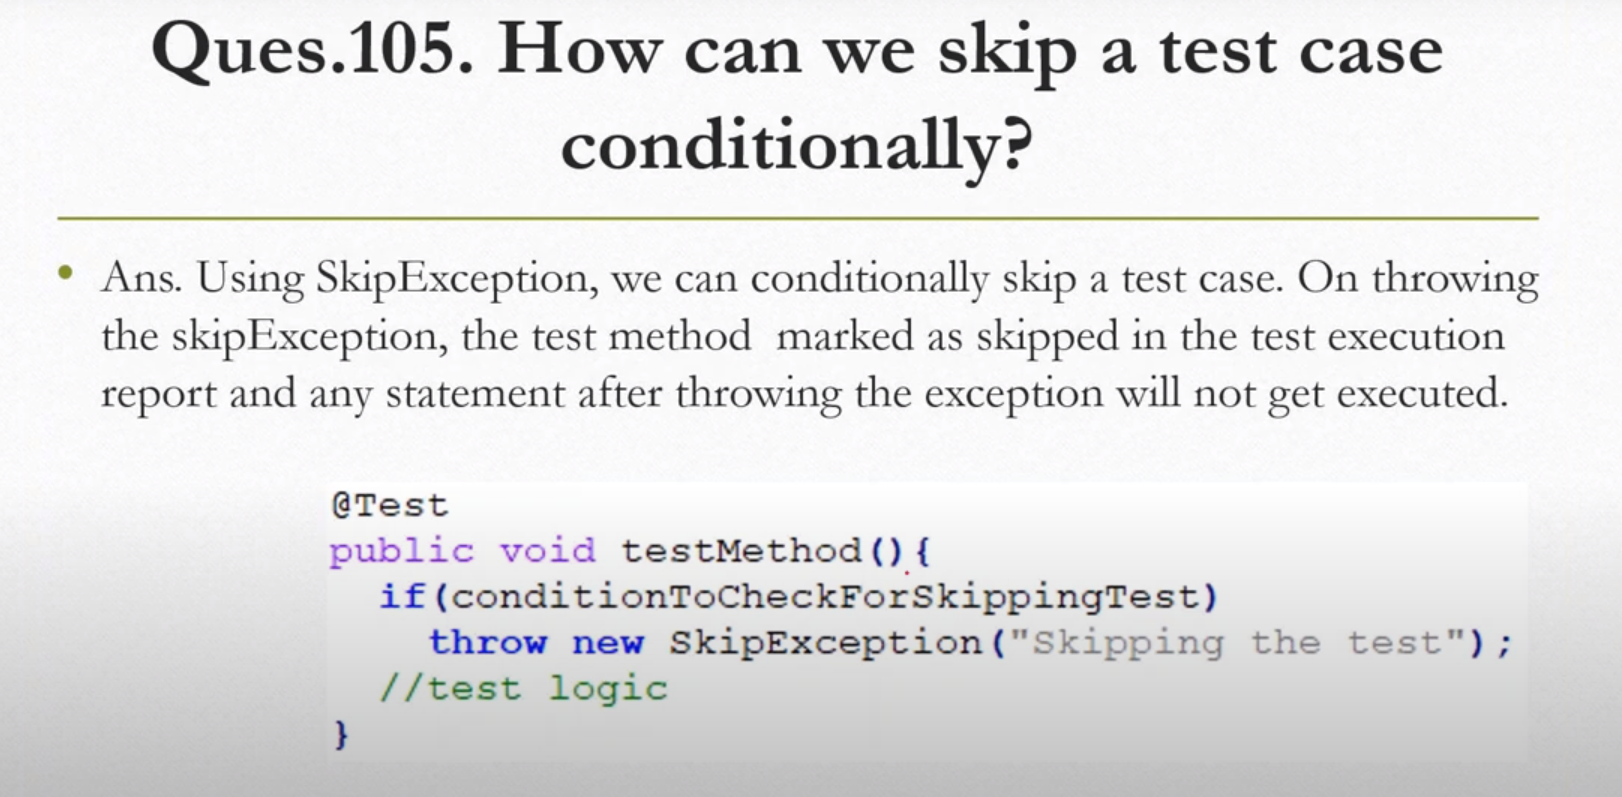 Ques.105. How can we skip a test case
conditionally?
• Ans. Using SkipException, we can conditionally skip a test case. On throwing
the skipException, the test method  marked as skipped in the test execution
report and any statement after throwing the exception will not get executed.
@Test
public void testMethod(){
  if(conditionToCheckForSkippingTest)
    throw new SkipException("Skipping the test");
  //test logic
}